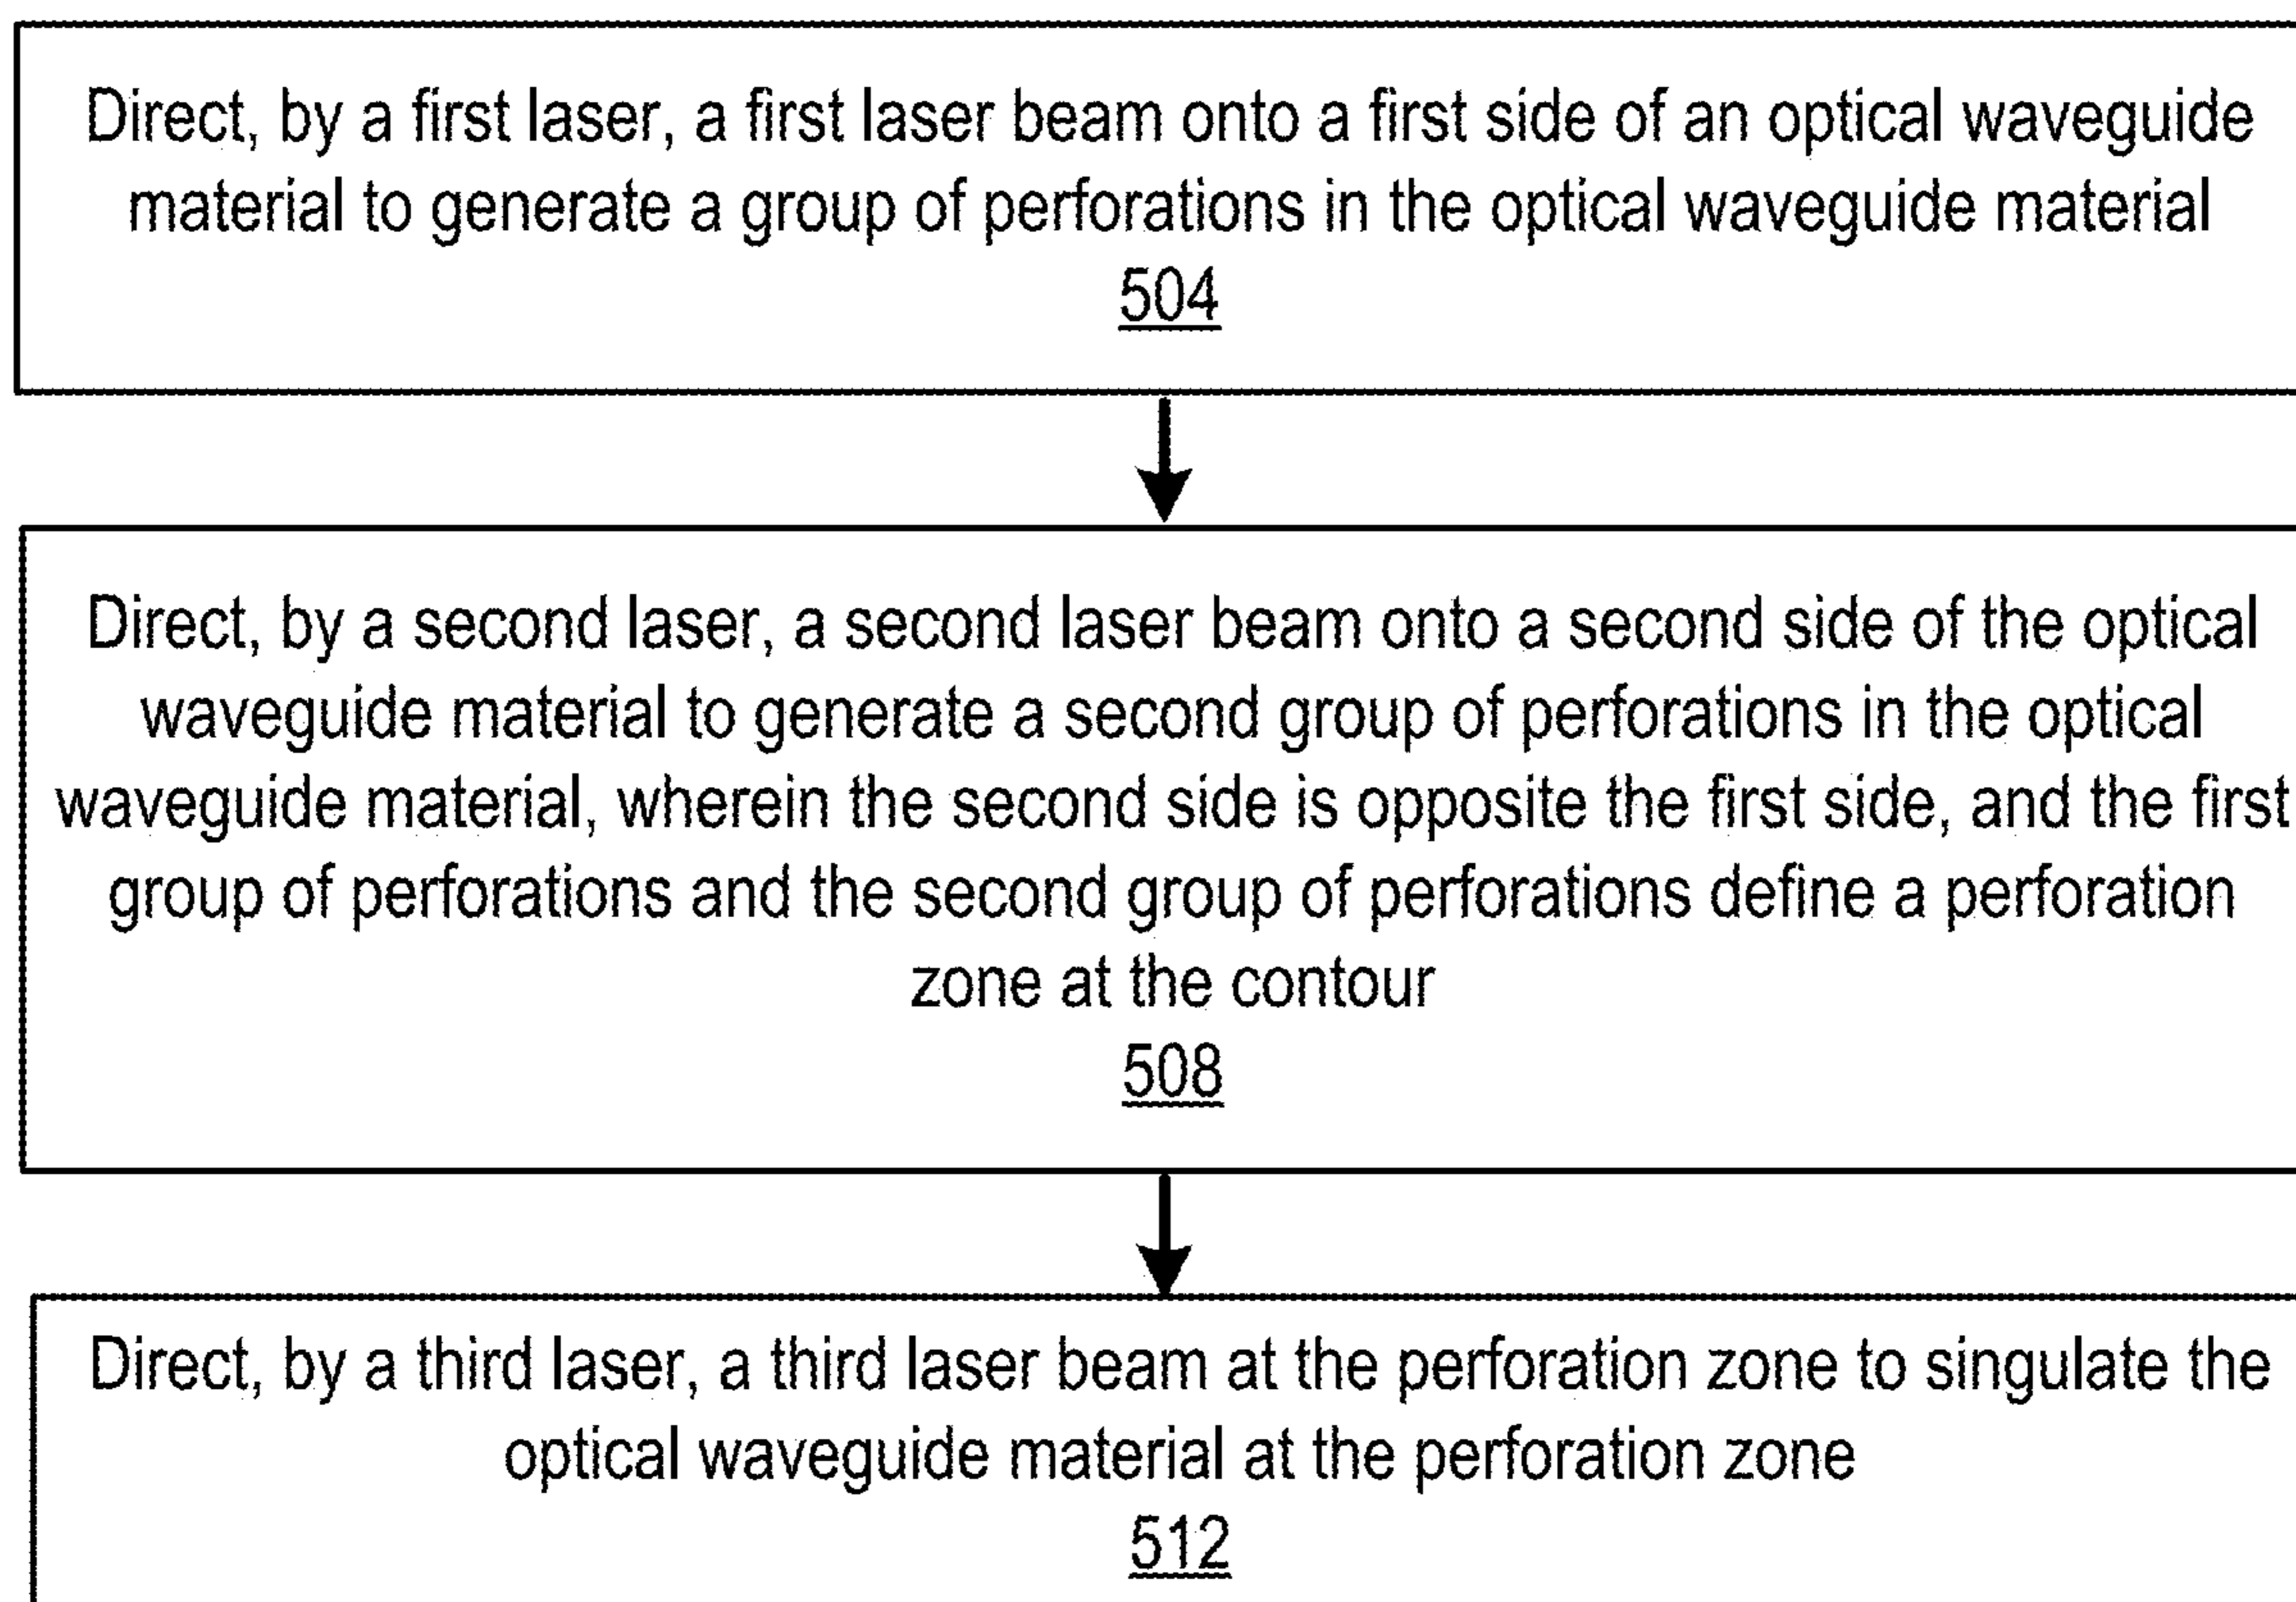 Direct, by a first laser, a first laser beam onto a first side of an optical waveguide
material to generate a group of perforations in the optical waveguide material
504
Direct, by a second laser, a second laser beam onto a second side of the optical
waveguide material to generate a second group of perforations in the optical
waveguide material, wherein the second side is opposite the first side, and the first
group of perforations and the second group of perforations define a perforation
zone at the contour
508
Direct, by a third laser, a third laser beam at the perforation zone to singulate the
optical waveguide material at the perforation zone
512